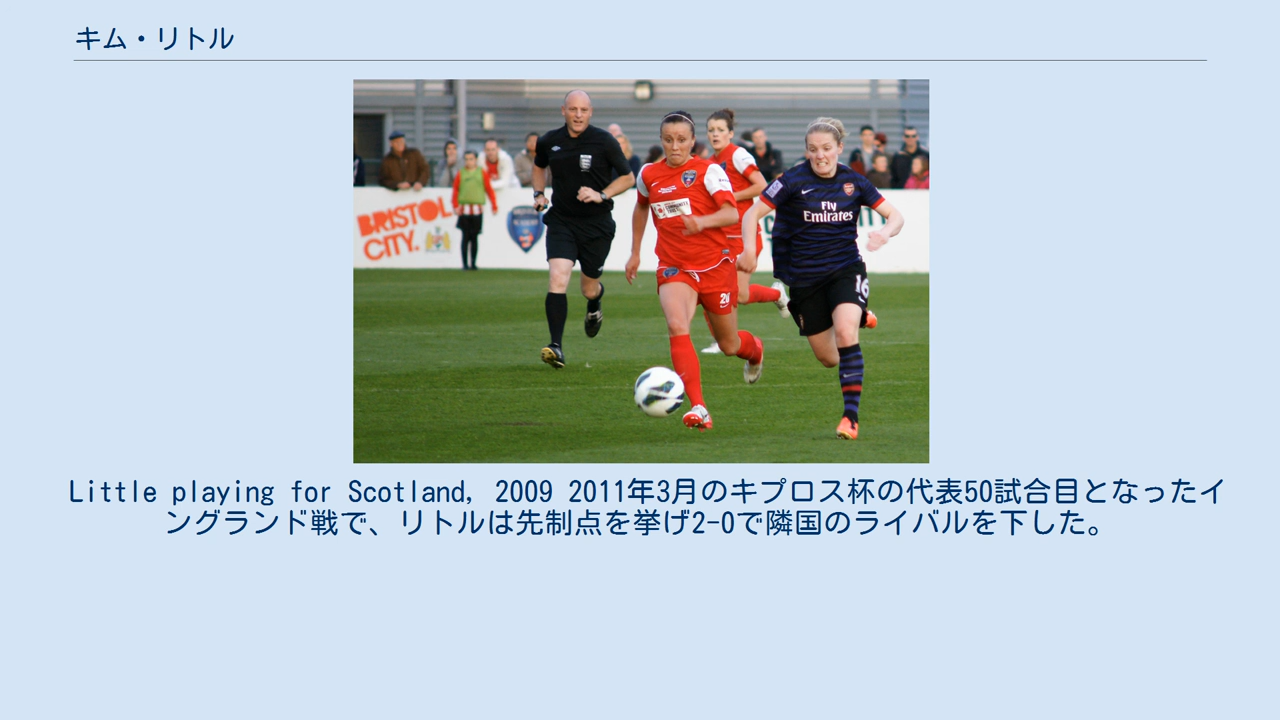 キム・リトル
BRISTOL
CITY.
Fly
Emirates
16
20
Little playing for Scotland, 2009 2011年3月のキプロス杯の代表50試合目となったイ
ングランド戦で、リトルは先制点を挙げ2-0で隣国のライバルを下した。